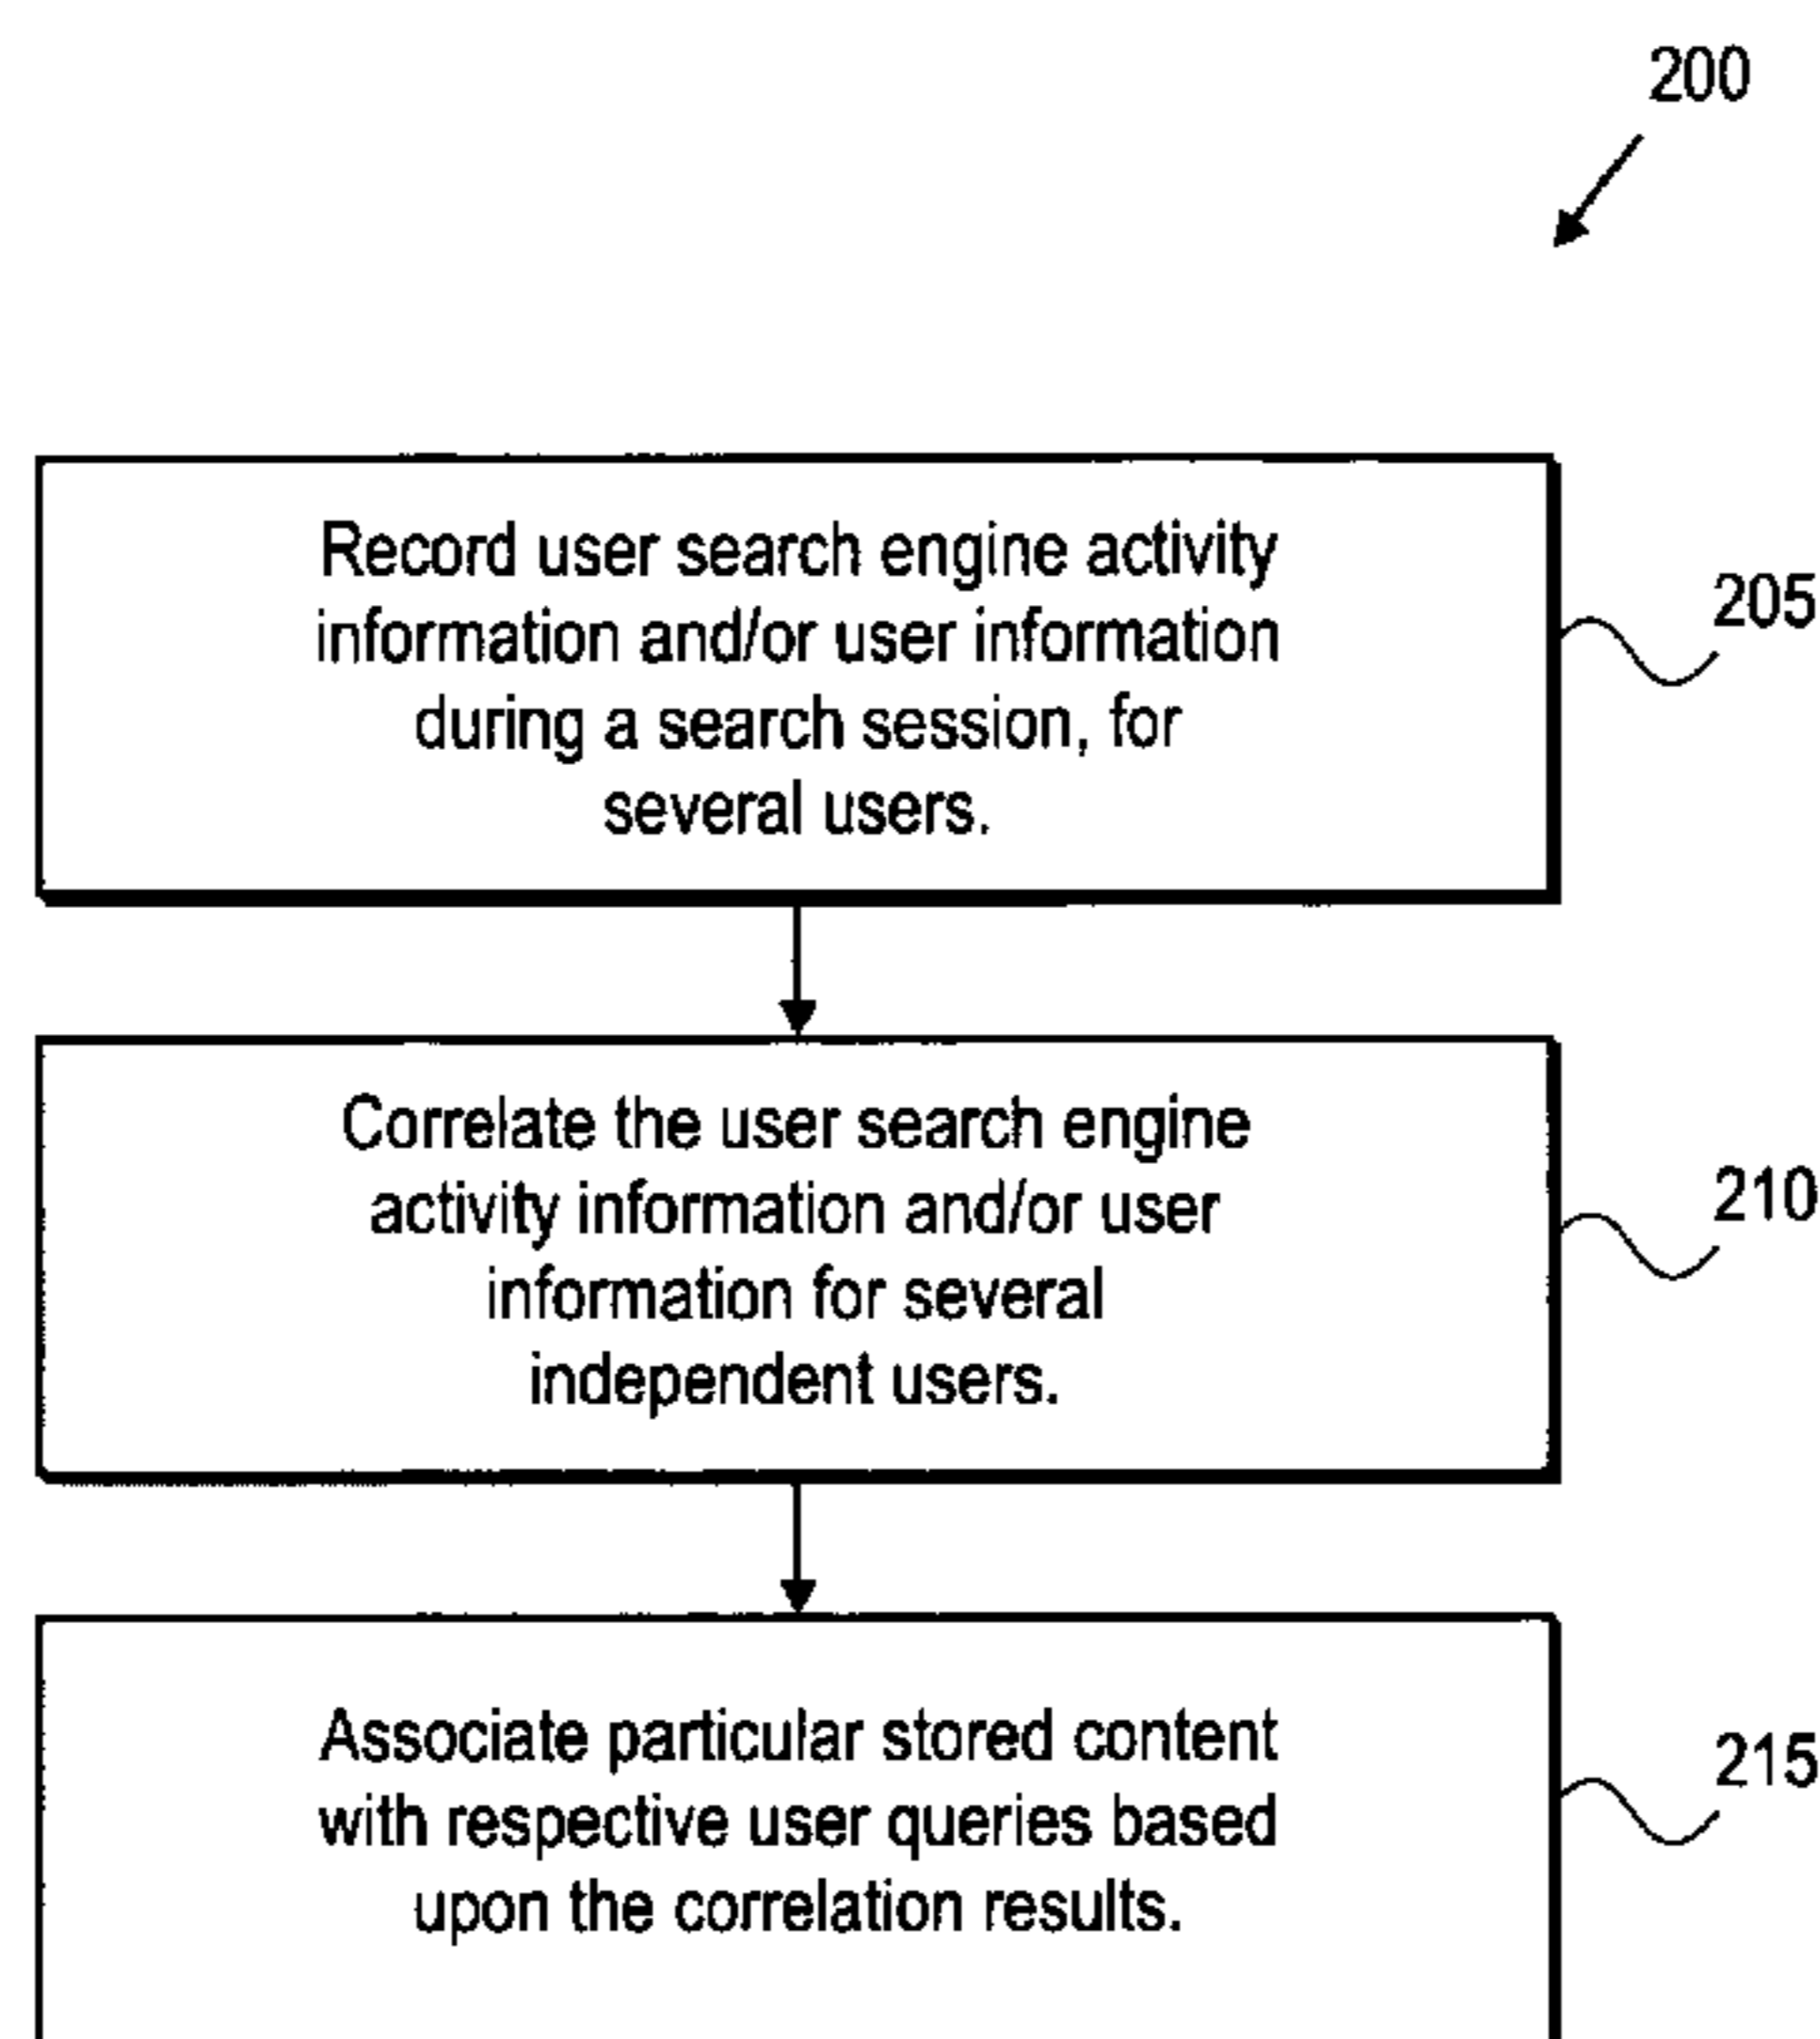 200
Record user search engine activity
information and/or user information
during a search session, for
several users.
205
Correlate the user search engine
activity information and/or user
information for several
independent users.
210
Associate particular stored content
with respective user queries based
upon the correlation results.
215